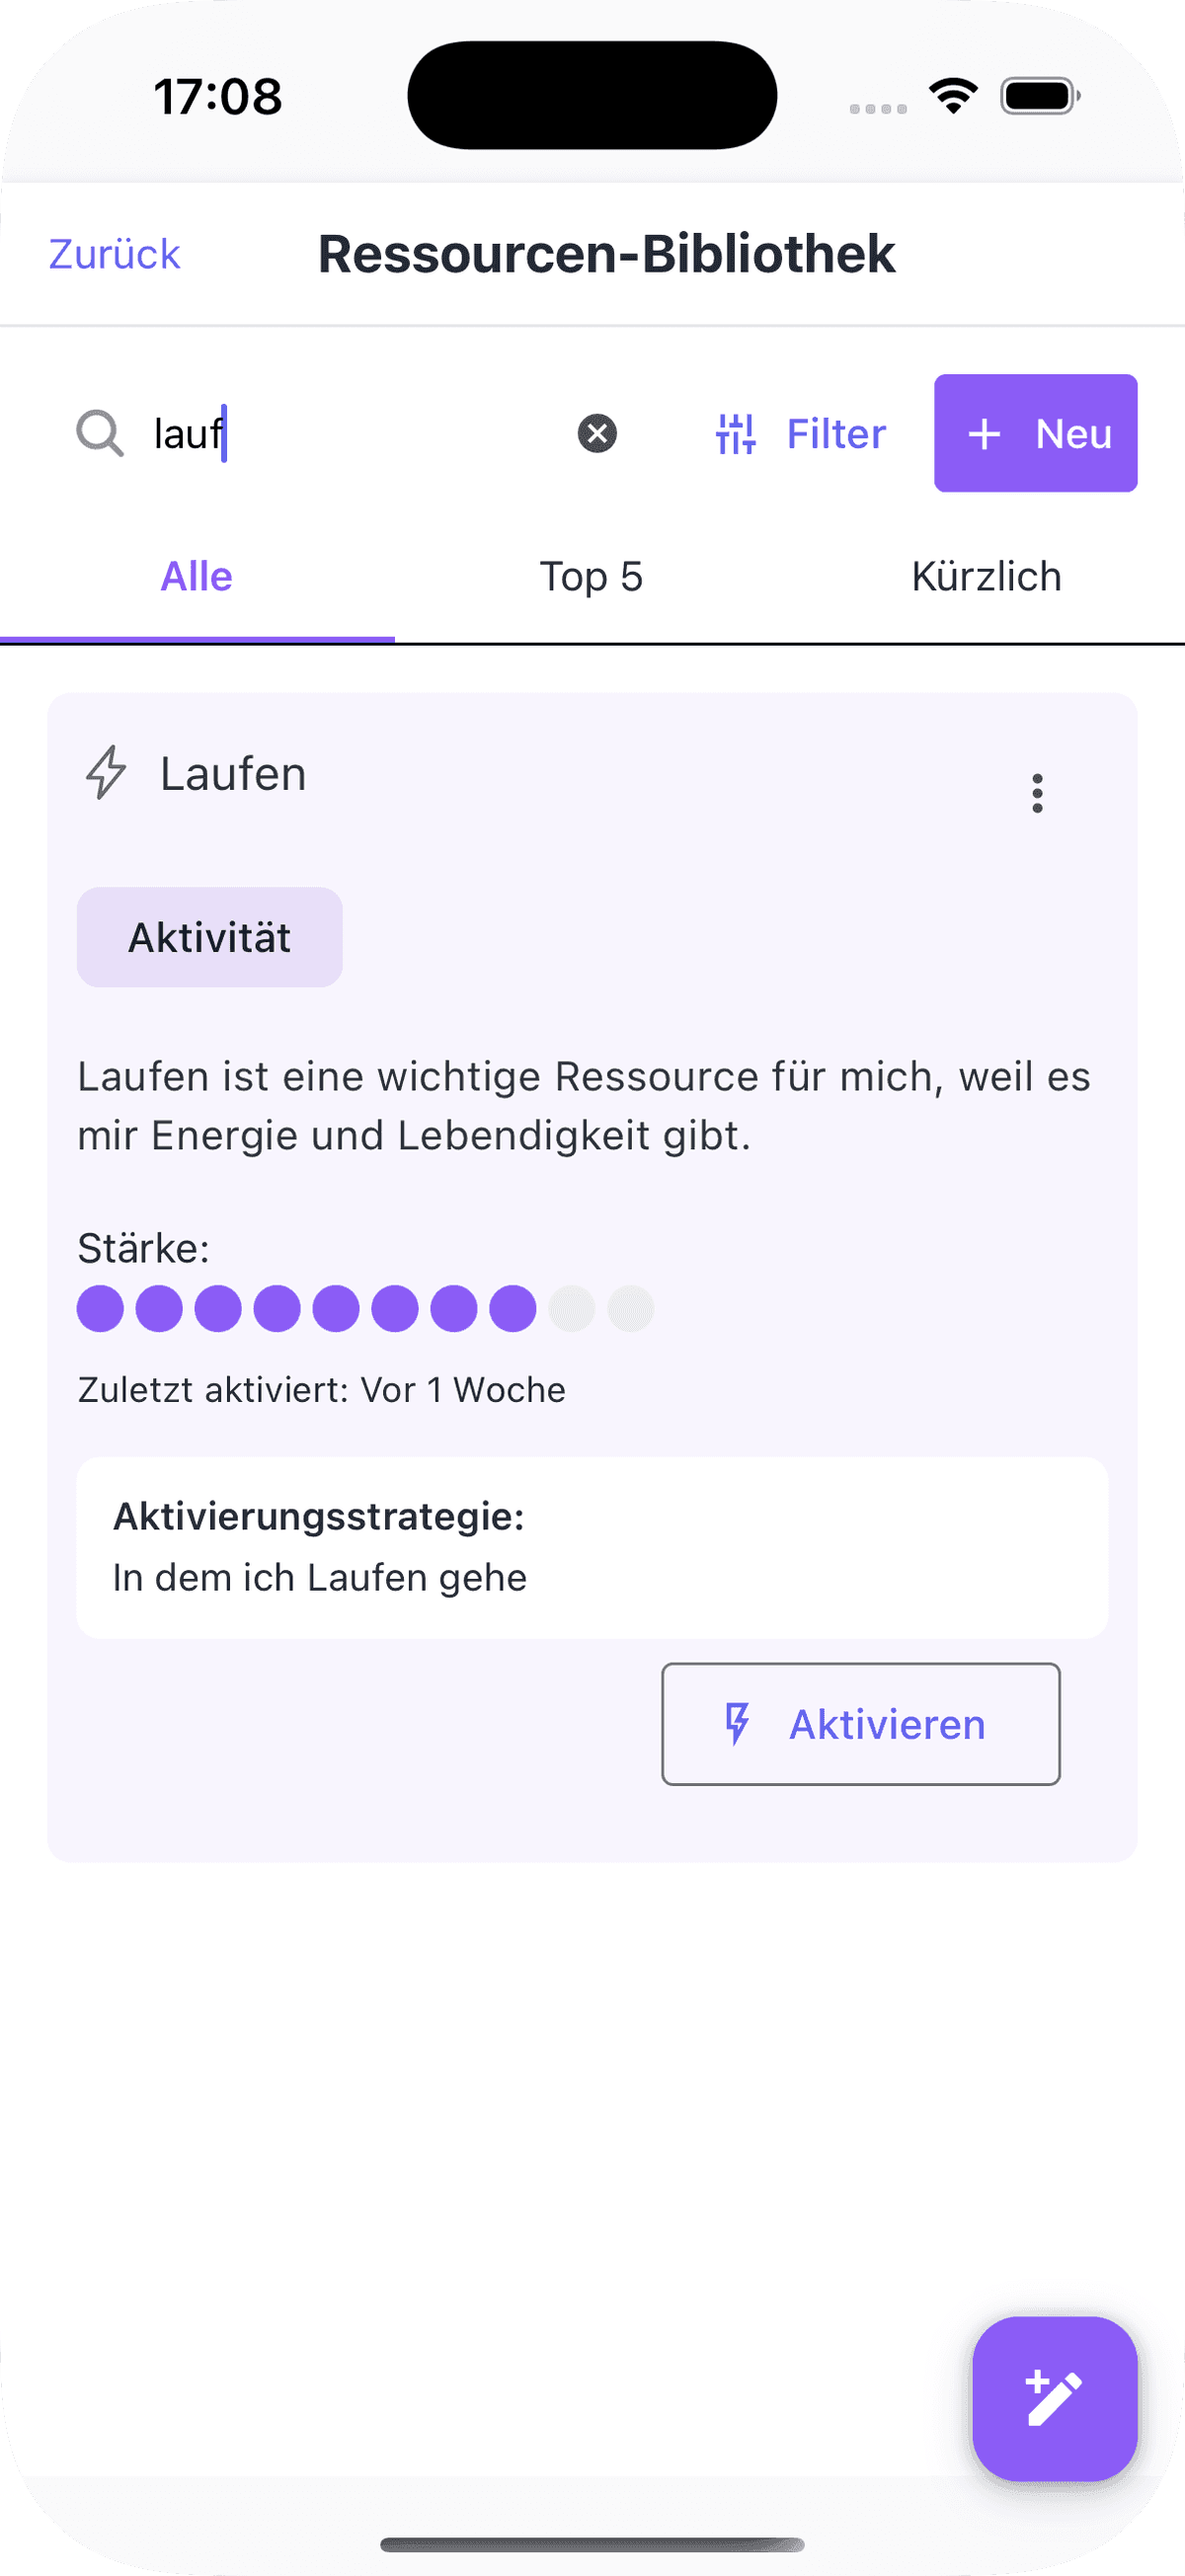 17:08
Zurück
Ressourcen-Bibliothek
lauf
Filter
+ Neu
Alle
Top 5
Kürzlich
Laufen
Aktivität
Laufen ist eine wichtige Ressource für mich, weil es
mir Energie und Lebendigkeit gibt.
Stärke:
Zuletzt aktiviert: Vor 1 Woche
Aktivierungsstrategie:
In dem ich Laufen gehe
Aktivieren